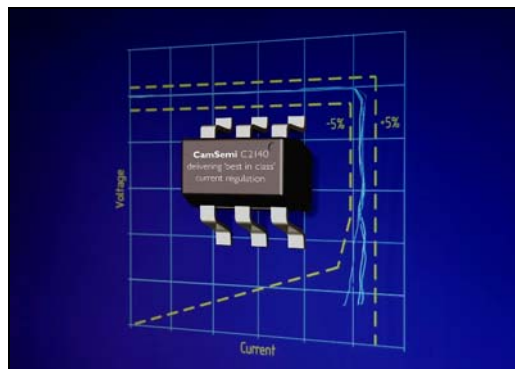 -5%
+5%
CamSemi C2140
delivering 'best in class'
current regulation
Voltage
Current